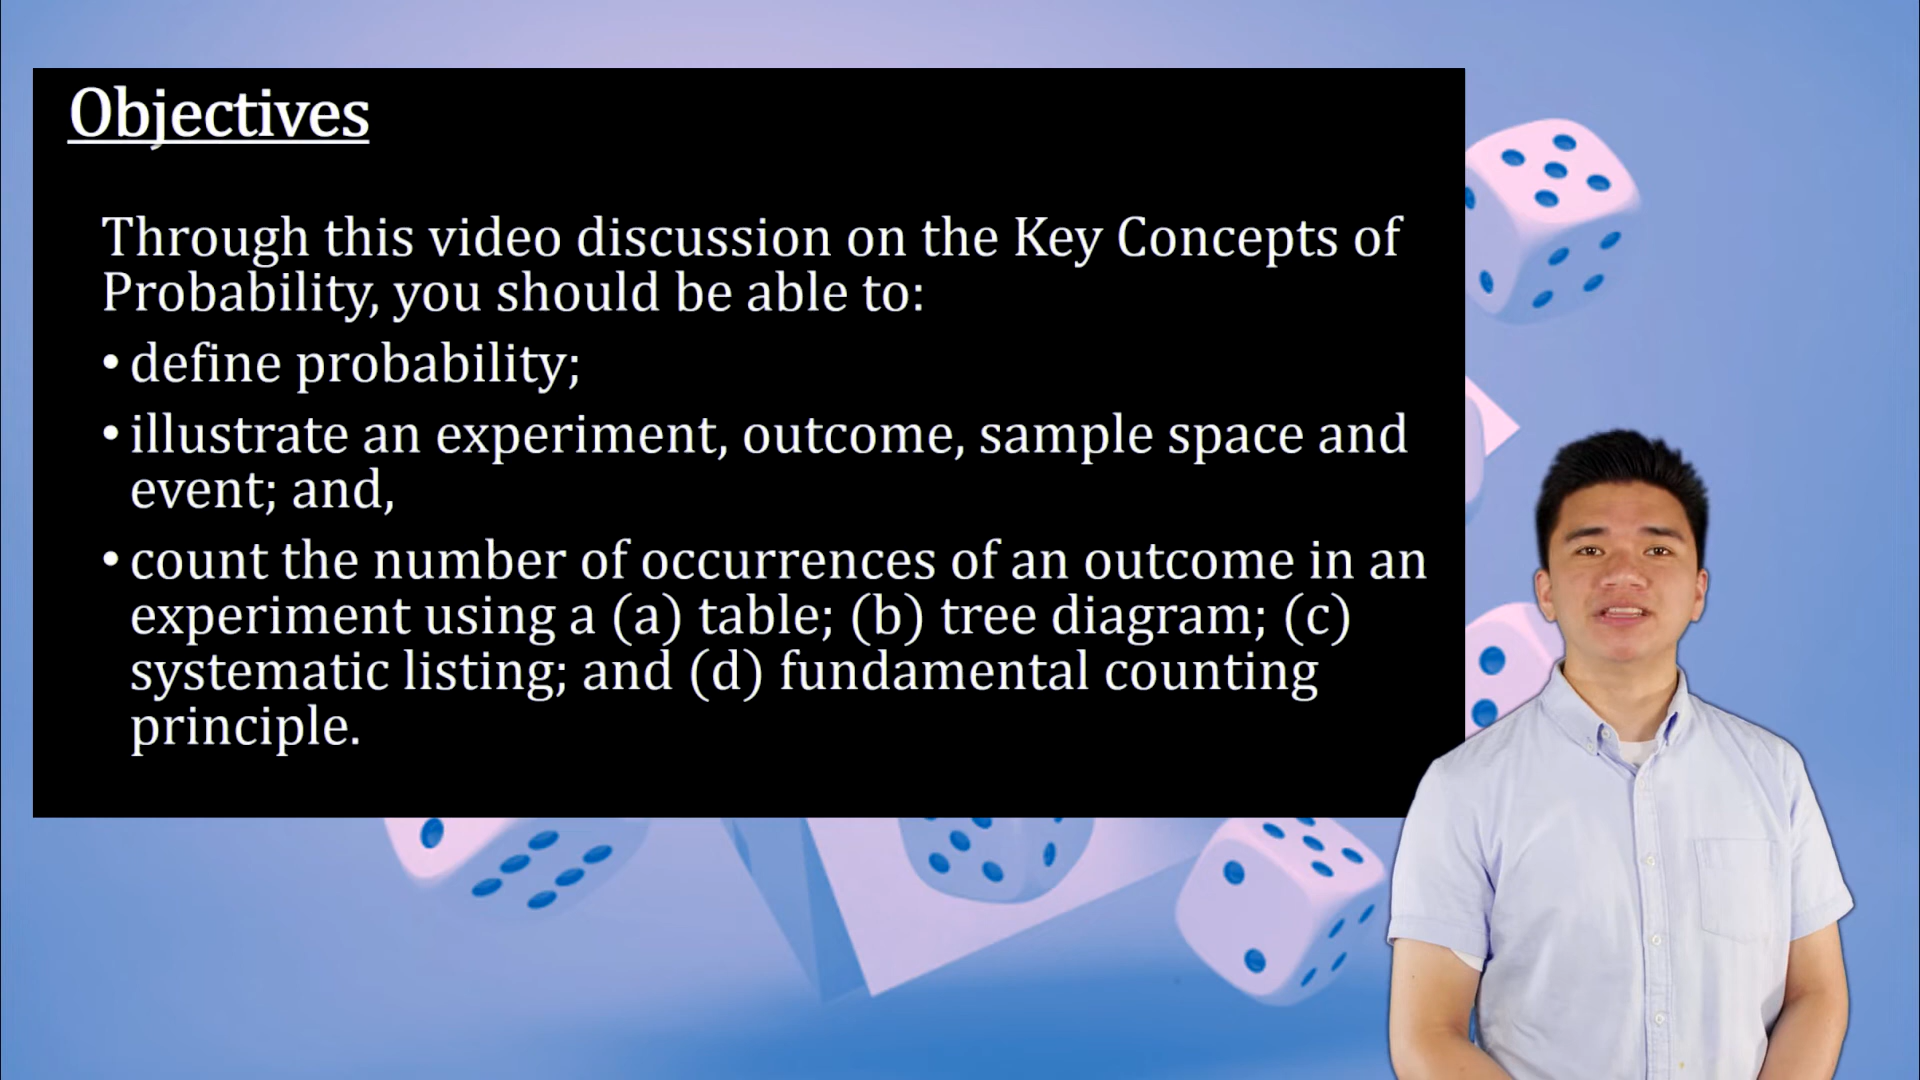 Objectives
Through this video discussion on the Key Concepts of
Probability, you should be able to:
• define probability;
• illustrate an experiment, outcome, sample space and
event; and,
• count the number of occurrences of an outcome in an
experiment using a (a) table; (b) tree diagram; (c)
systematic listing; and (d) fundamental counting
principle.